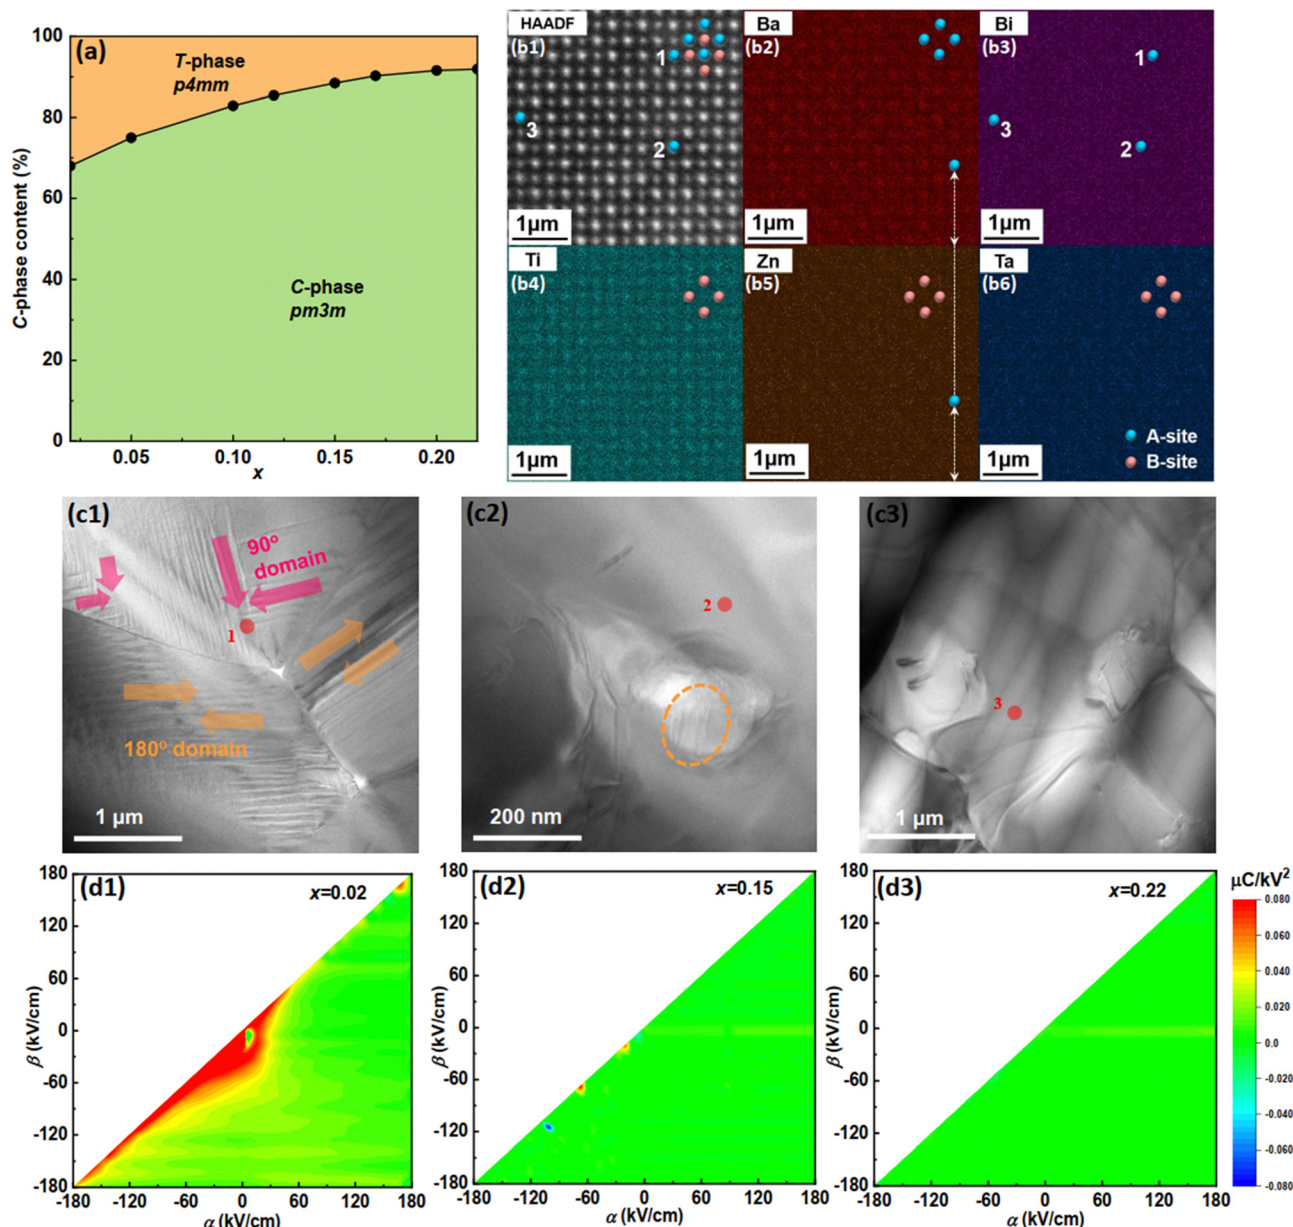 (a)
T-phase
p4mm
C-phase
pm3m
C-phase content (%)
100
80
60
40
20
0
0.05
0.10
0.15
0.20
x
HAADF
(b1)
1
3
2
1μm
Ba
(b2)
1μm
Bi
(b3)
1
3
2
1μm
Ti
(b4)
1μm
Zn
(b5)
1μm
Ta
(b6)
A-site
B-site
1μm
(c1)
90º
domain
1
180º domain
1 μm
(c2)
2
200 nm
(c3)
3
1 μm
(d1)
x=0.02
180
120
60
0
-60
-120
-180
β (kV/cm)
-180
-120
-60
0
60
120
180
α (kV/cm)
(d2)
x=0.15
180
120
60
0
-60
-120
-180
β (kV/cm)
-180
-120
-60
0
60
120
180
α (kV/cm)
(d3)
x=0.22
180
120
60
0
-60
-120
-180
β (kV/cm)
-180
-120
-60
0
60
120
180
α (kV/cm)
μC/kV²
0.080
0.060
0.040
0.020
0.000
-0.020
-0.040
-0.060
-0.080